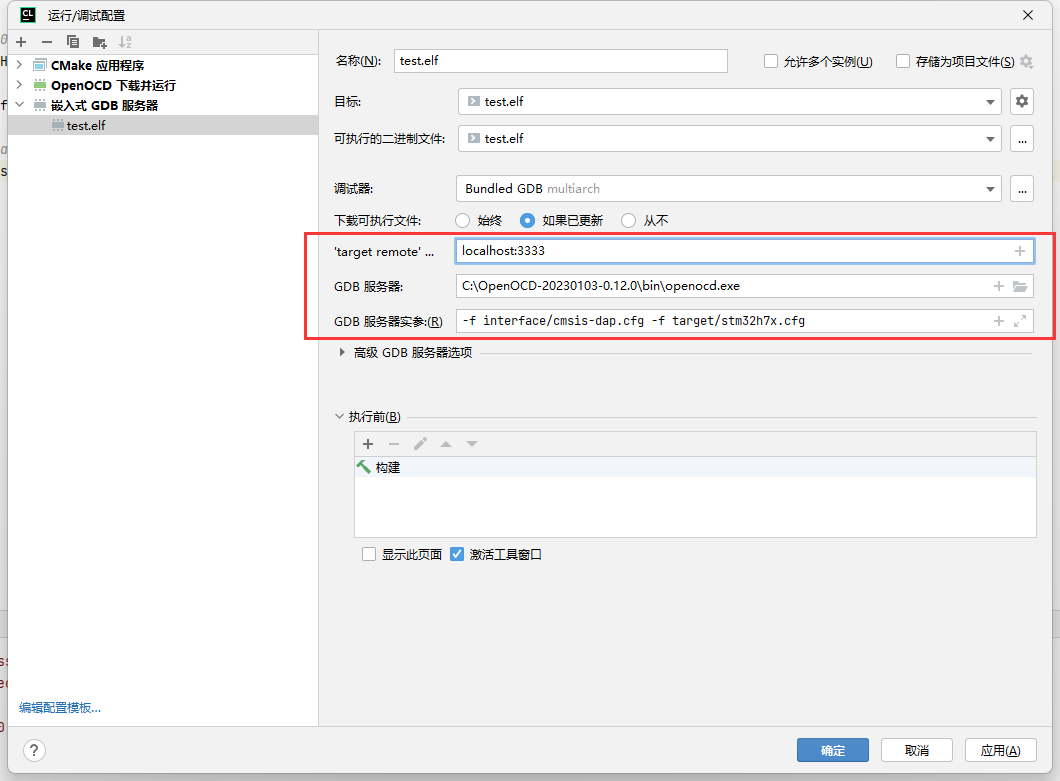 CL 运行/调试配置
CMake 应用程序
OpenOCD 下载并运行
嵌入式 GDB 服务器
test.elf
编辑配置模板...
名称(N): test.elf 允许多个实例(U) 存储为项目文件(S)
目标: test.elf
可执行的二进制文件: test.elf ...
调试器: Bundled GDB multiarch ...
下载可执行文件: 始终 如果已更新 从不
'target remote' ... localhost:3333
GDB 服务器: C:\OpenOCD-20230103-0.12.0\bin\openocd.exe
GDB 服务器实参:(R) -f interface/cmsis-dap.cfg -f target/stm32h7x.cfg
高级 GDB 服务器选项
执行前(B)
构建
显示此页面 激活工具窗口
? 确定 取消 应用(A)